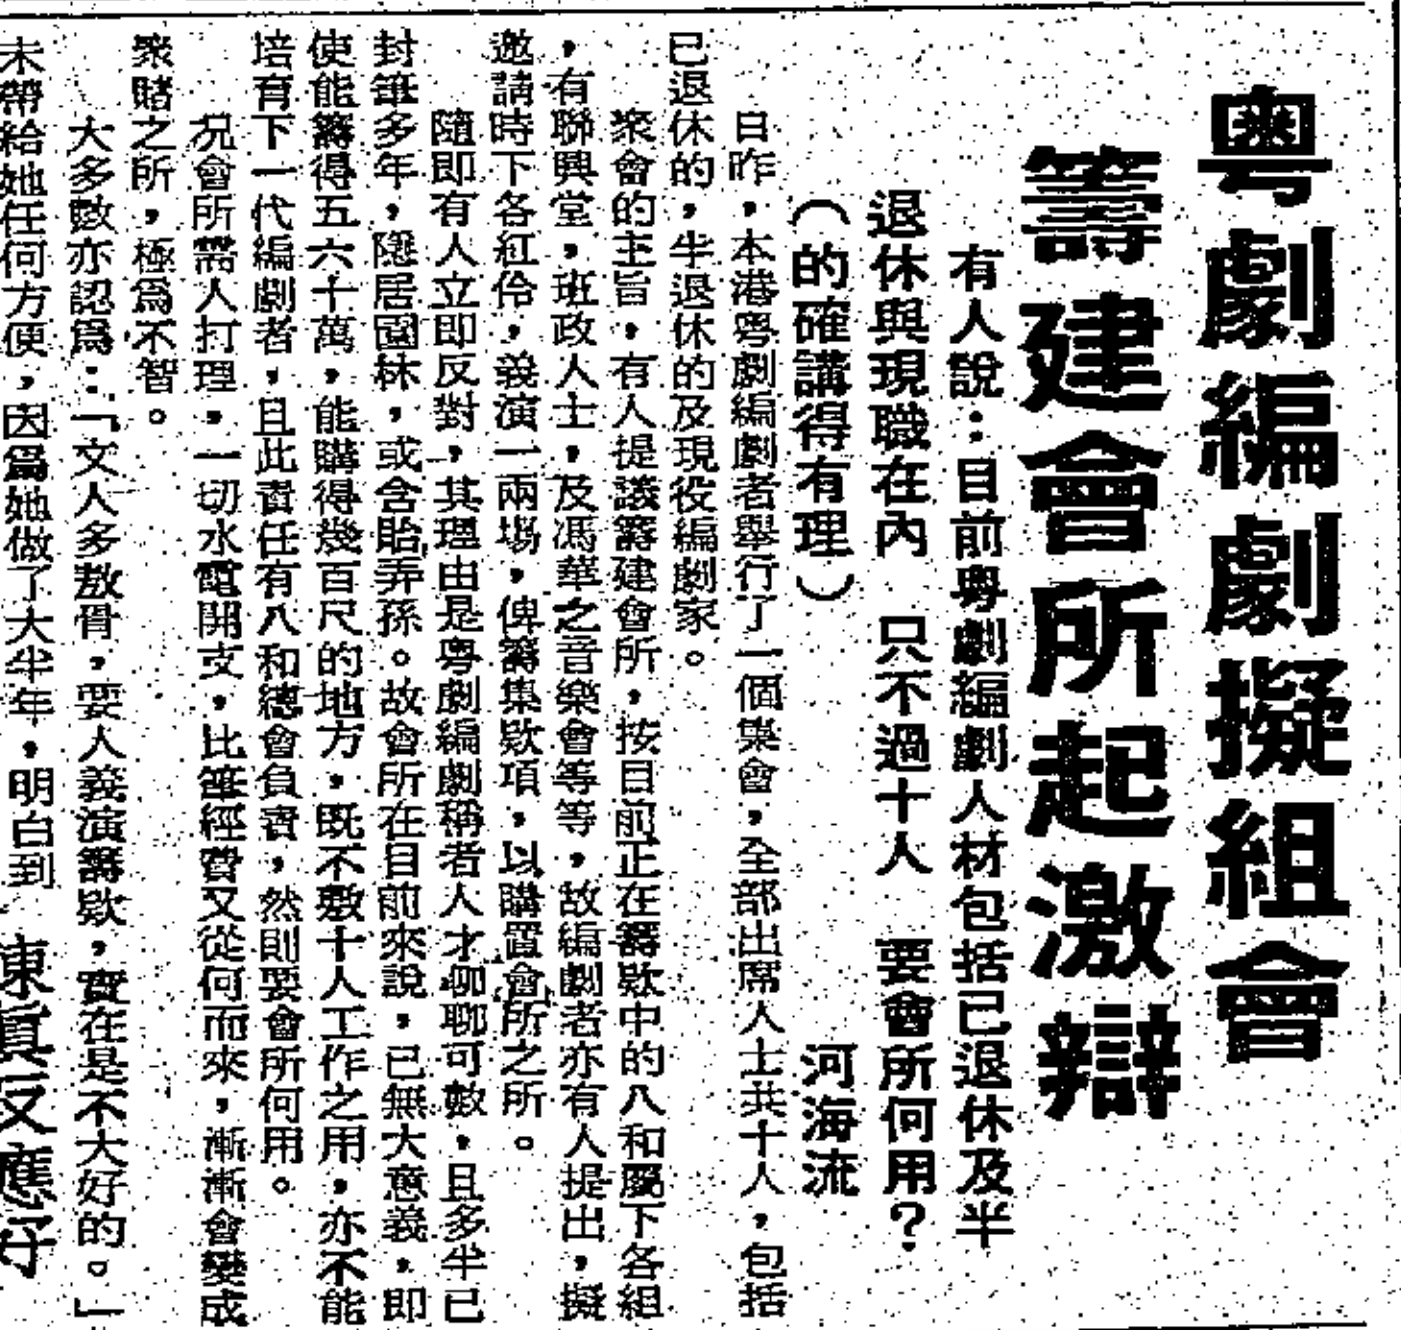 粤劇編劇擬組會
籌建會所起激辯
有人說：目前粤劇編劇人材包括已退休及半
退休與現職在內　只不過十人　要會所何用？
（的確講得有理）　河海流
日昨，本港粤劇編劇者舉行了一個集會，全部出席人士共十人，包括
已退休的，半退休的及現役編劇家。
聚會的主旨，有人提議籌建會所，按目前正在籌欵中的八和屬下各組
，有聯興堂，班政人士，及馮華之音樂會等等，故編劇者亦有人提出，擬
邀請時下各紅伶，義演一兩場，俾籌集欵項，以購置會所之所。
隨即有人立即反對，其理由是粤劇編劇稱者人才聊聊可數，且多半已
封筆多年，隱居園林，或含飴弄孫。故會所在目前來說，已無大意義，即
使能籌得五六十萬，能購得幾百尺的地方，既不敷十人工作之用，亦不能
培育下一代編劇者，且此責任有八和總會負責，然則要會所何用。
況會所需人打理，一切水電開支，比筆經費又從何而來，漸漸會變成
聚賭之所，極爲不智。
大多數亦認爲：「文人多傲骨，要人義演籌欵，實在是不大好的。」
未帶給她任何方便，因爲她做了大半年，明白到